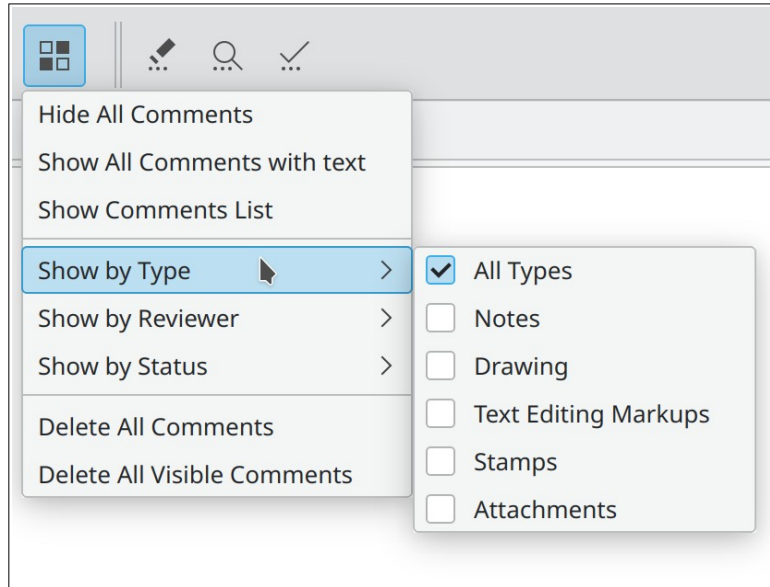 Hide All Comments
Show All Comments with text
Show Comments List
Show by Type
Show by Reviewer
Show by Status
Delete All Comments
Delete All Visible Comments
All Types
Notes
Drawing
Text Editing Markups
Stamps
Attachments